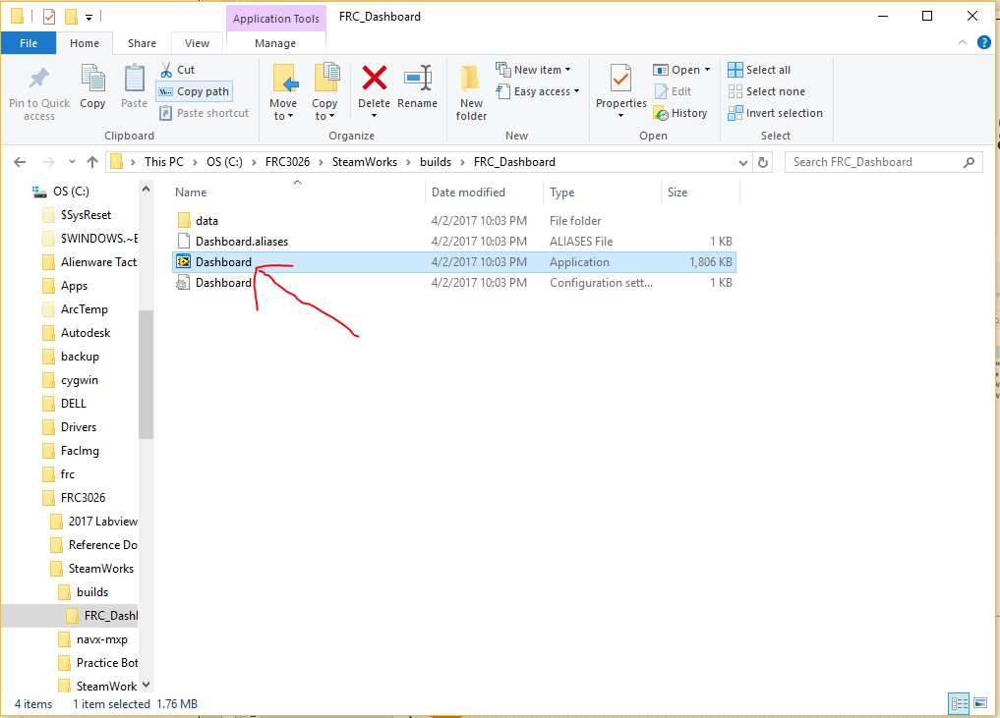 Application Tools FRC_Dashboard
File Home Share View Manage
Pin to Quick access
Copy
Paste
Cut
Copy path
Paste shortcut
Clipboard
Move to
Copy to
Delete
Rename
Organize
New folder
New item
Easy access
New
Properties
Open
Edit
History
Open
Select all
Select none
Invert selection
Select
This PC > OS (C:) > FRC3026 > SteamWorks > builds > FRC_Dashboard
Search FRC_Dashboard
OS (C:)
$SysReset
$WINDOWS.~B
Alienware Tact
Apps
ArcTemp
Autodesk
backup
cygwin
DELL
Drivers
FacImg
frc
FRC3026
2017 Labview
Reference Do
SteamWorks
builds
FRC_Dashb
navx-mxp
Practice Bot
SteamWork
Name Date modified Type Size
data 4/2/2017 10:03 PM File folder
Dashboard.aliases 4/2/2017 10:03 PM ALIASES File 1 KB
Dashboard 4/2/2017 10:03 PM Application 1,806 KB
Dashboard 4/2/2017 10:03 PM Configuration sett... 1 KB
4 items 1 item selected 1.76 MB